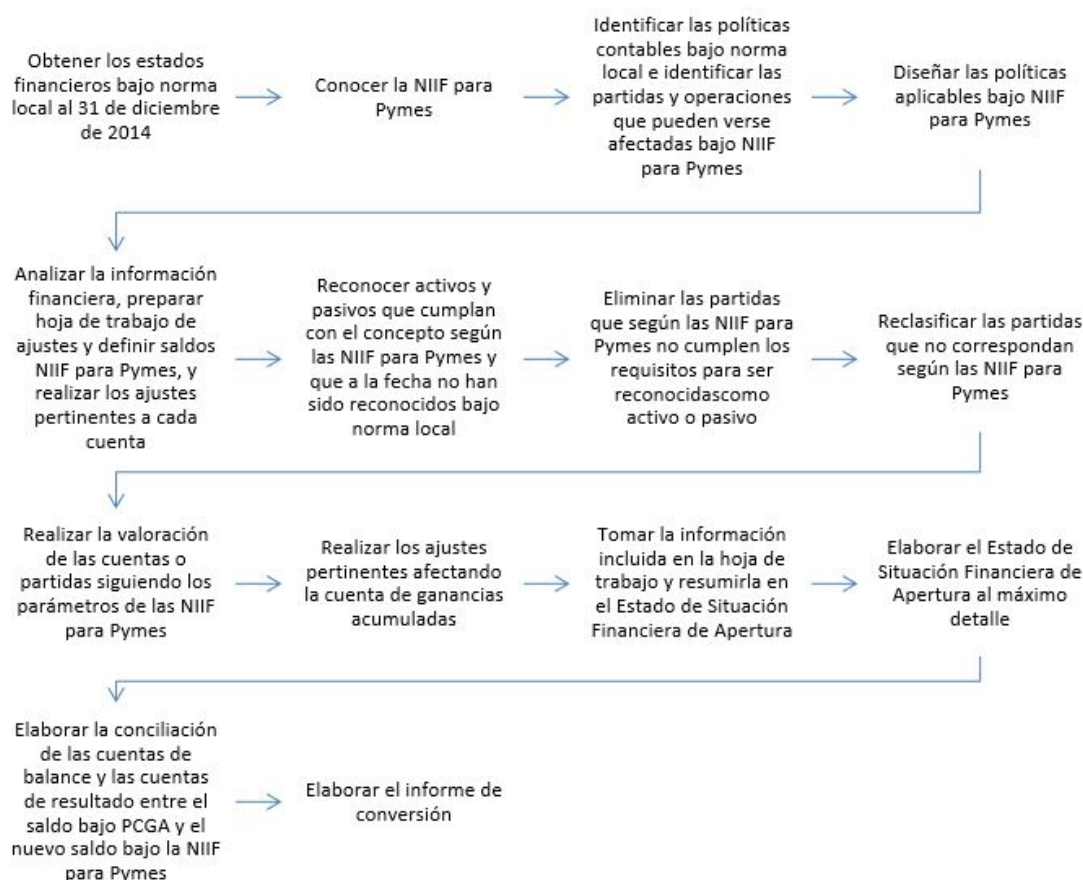 Obtener los estados
financieros bajo norma
local al 31 de diciembre
de 2014
Conocer la NIIF para
Pymes
Identificar las políticas
contables bajo norma
local e identificar las
partidas y operaciones
que pueden verse
afectadas bajo NIIF
para Pymes
Diseñar las políticas
aplicables bajo NIIF
para Pymes
Analizar la información
financiera, preparar
hoja de trabajo de
ajustes y definir saldos
NIIF para Pymes, y
realizar los ajustes
pertinentes a cada
cuenta
Reconocer activos y
pasivos que cumplan
con el concepto según
las NIIF para Pymes y
que a la fecha no han
sido reconocidos bajo
norma local
Eliminar las partidas
que según las NIIF para
Pymes no cumplen los
requisitos para ser
reconocidascomo
activo o pasivo
Reclasificar las partidas
que no correspondan
según las NIIF para
Pymes
Realizar la valoración
de las cuentas o
partidas siguiendo los
parámetros de las NIIF
para Pymes
Realizar los ajustes
pertinentes afectando
la cuenta de ganancias
acumuladas
Tomar la información
incluida en la hoja de
trabajo y resumirla en
el Estado de Situación
Financiera de Apertura
Elaborar el Estado de
Situación Financiera de
Apertura al máximo
detalle
Elaborar la conciliación
de las cuentas de
balance y las cuentas
de resultado entre el
saldo bajo PCGA y el
nuevo saldo bajo la NIIF
para Pymes
Elaborar el informe de
conversión